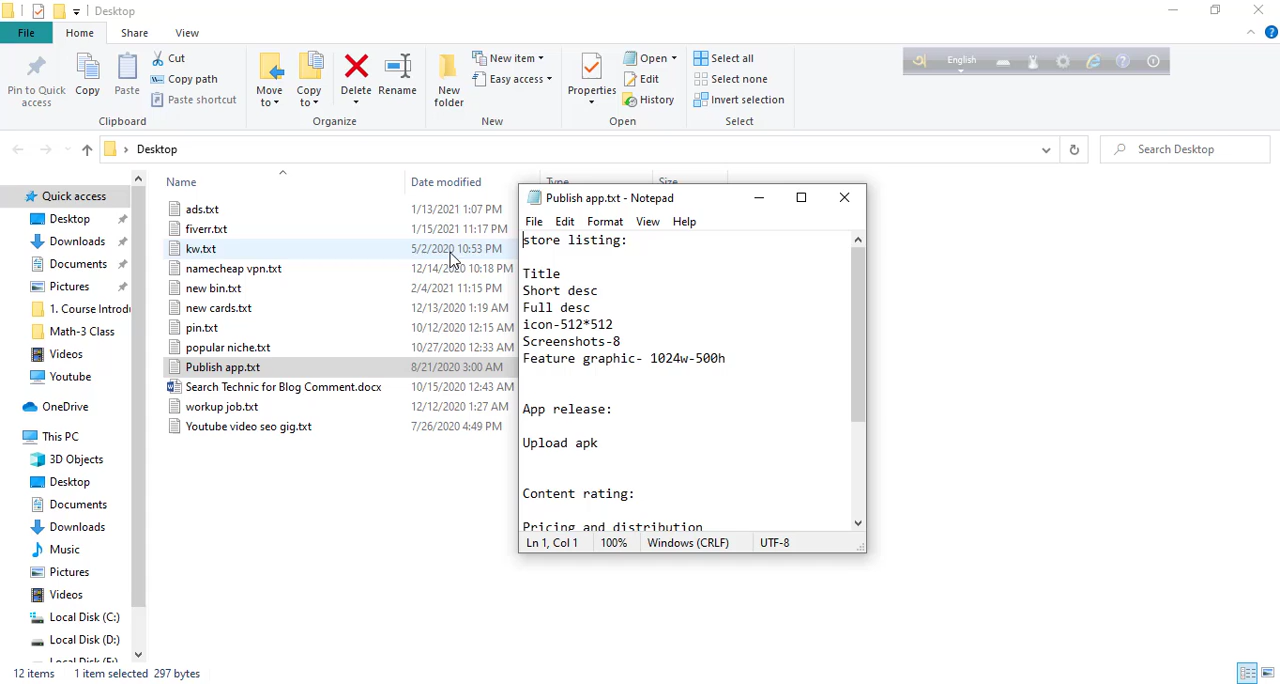 Desktop
File
Home
Share
View
Pin to Quick access
Copy
Paste
Cut
Copy path
Paste shortcut
Clipboard
Move to
Copy to
Delete
Rename
Organize
New folder
New item
Easy access
New
Properties
Open
Edit
History
Open
Select all
Select none
Invert selection
Select
English
Desktop
Search Desktop
Quick access
Desktop
Downloads
Documents
Pictures
1. Course Introdu
Math-3 Class
Videos
Youtube
OneDrive
This PC
3D Objects
Desktop
Documents
Downloads
Music
Pictures
Videos
Local Disk (C:)
Local Disk (D:)
Name Date modified Type Size
ads.txt 1/13/2021 1:07 PM
fiverr.txt 1/15/2021 11:17 PM
kw.txt 5/2/2020 10:53 PM
namecheap vpn.txt 12/14/2020 10:18 PM
new bin.txt 2/4/2021 11:15 PM
new cards.txt 12/13/2020 1:19 AM
pin.txt 10/12/2020 12:15 AM
popular niche.txt 10/27/2020 12:33 AM
Publish app.txt 8/21/2020 3:00 AM
Search Technic for Blog Comment.docx 10/15/2020 12:43 AM
workup job.txt 12/12/2020 1:27 AM
Youtube video seo gig.txt 7/26/2020 4:49 PM
Publish app.txt - Notepad
File Edit Format View Help
store listing:
Title
Short desc
Full desc
icon-512*512
Screenshots-8
Feature graphic- 1024w-500h
App release:
Upload apk
Content rating:
Pricing and distribution
Ln 1, Col 1 100% Windows (CRLF) UTF-8
12 items 1 item selected 297 bytes